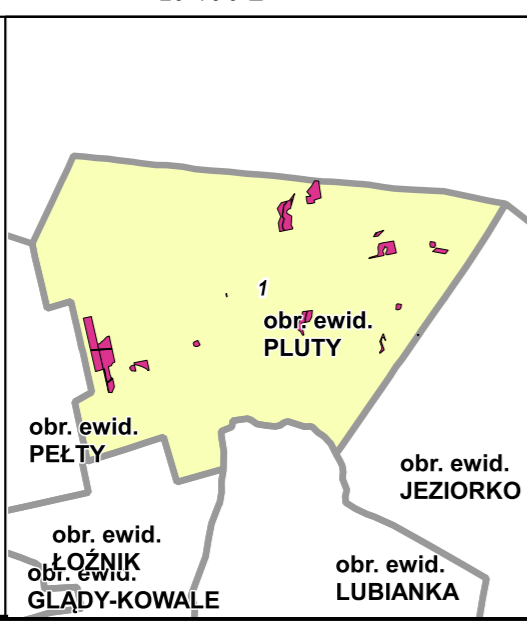 1
obr. ewid.
PLUTY
obr. ewid.
PEŁTY
obr. ewid.
JEZIORKO
obr. ewid.
ŁOŹNIK
obr. ewid.
GLĄDY-KOWALE
obr. ewid.
LUBIANKA